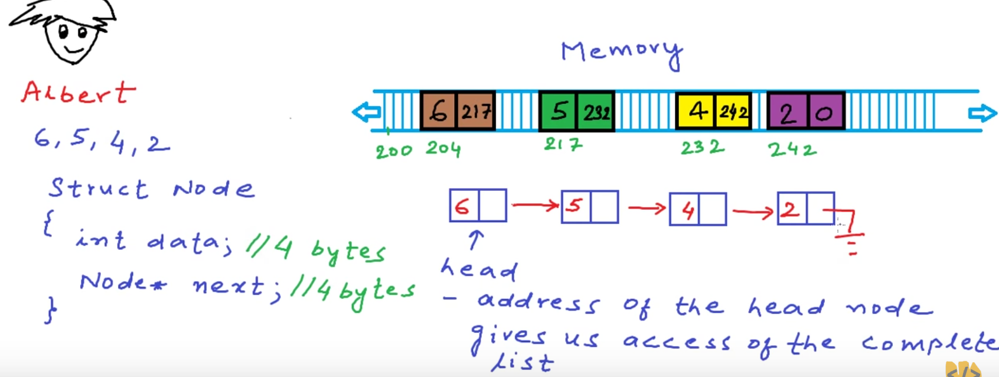 Memory
Albert
6 217 5 232 4 242 2 0
6, 5, 4, 2
200 204 217 232 242
Struct Node
{
int data; //4 bytes
Node* next; //4 bytes
}
6 5 4 2
head
- address of the head node
gives us access of the complete
list
</>